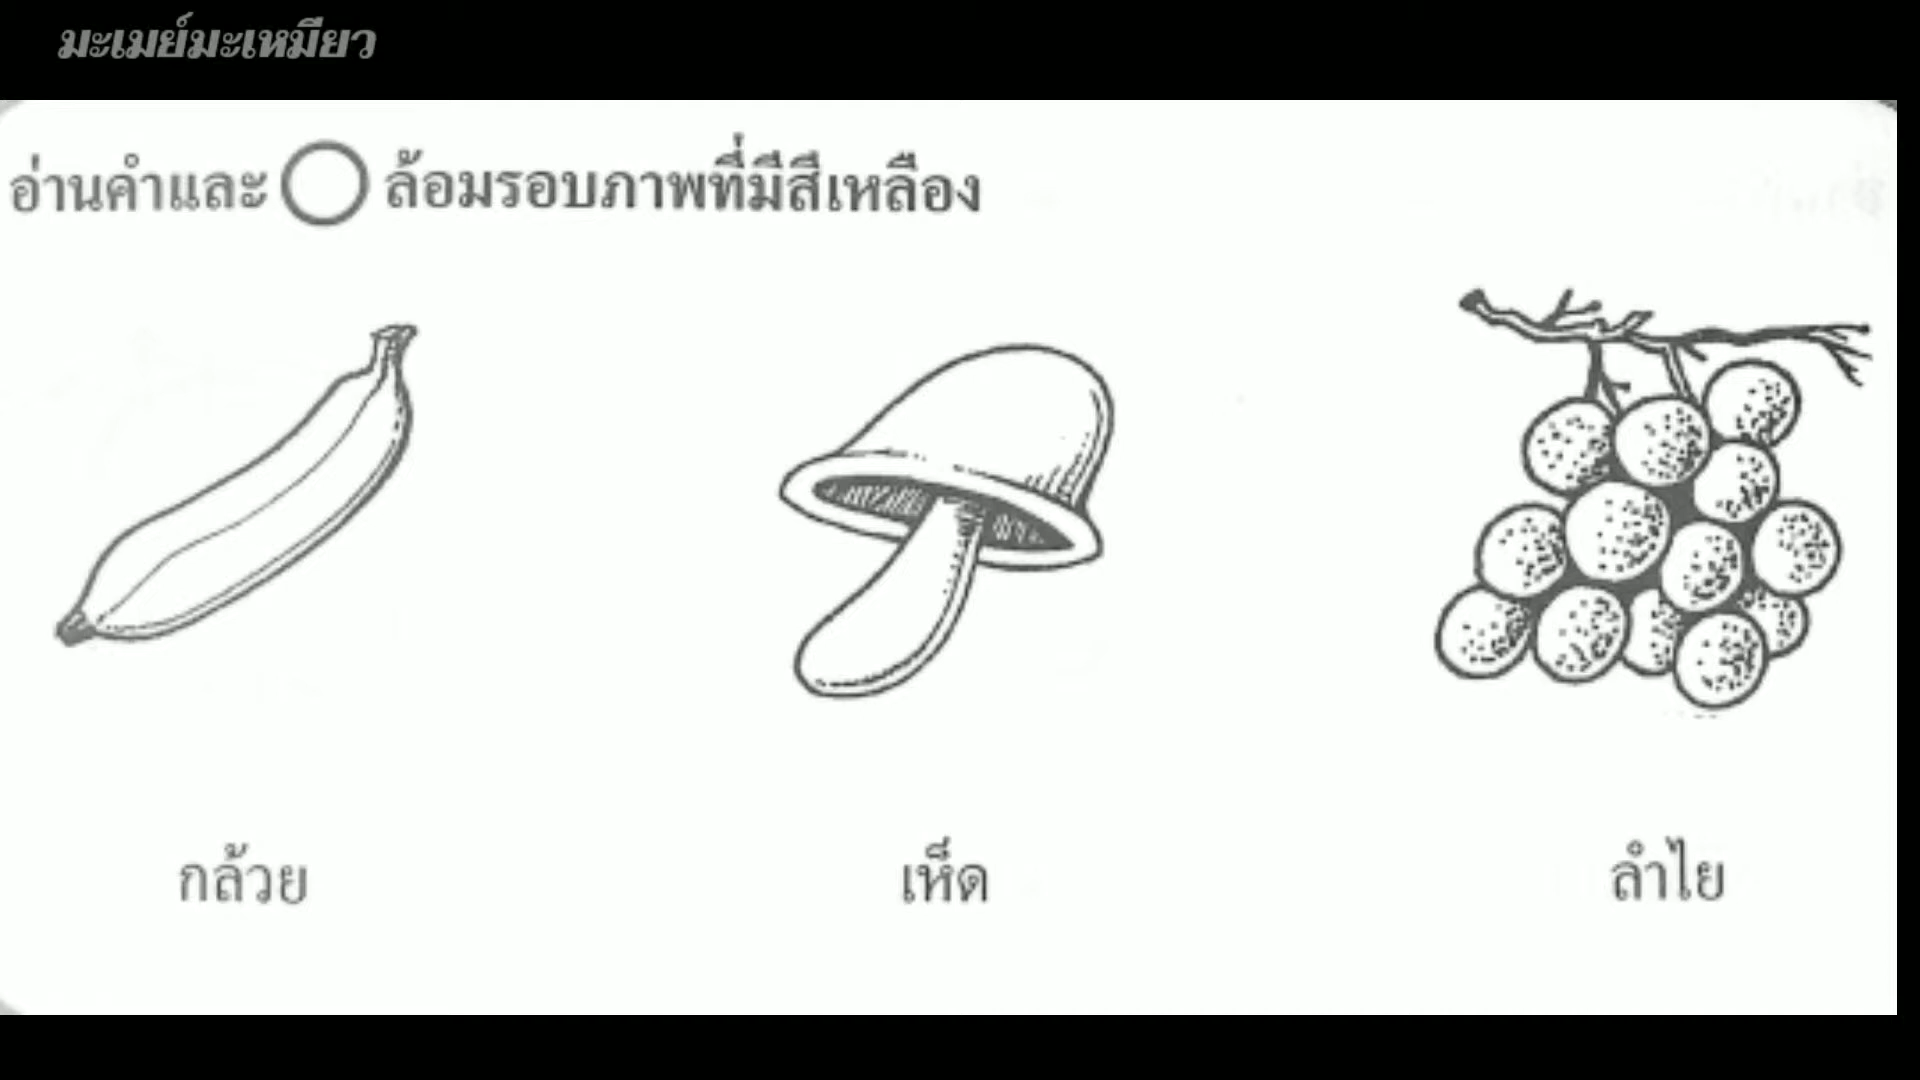 มะเมย์มะเหมียว
อ่านคำและ ล้อมรอบภาพที่มีสีเหลือง
กล้วย
เห็ด
ลำไย